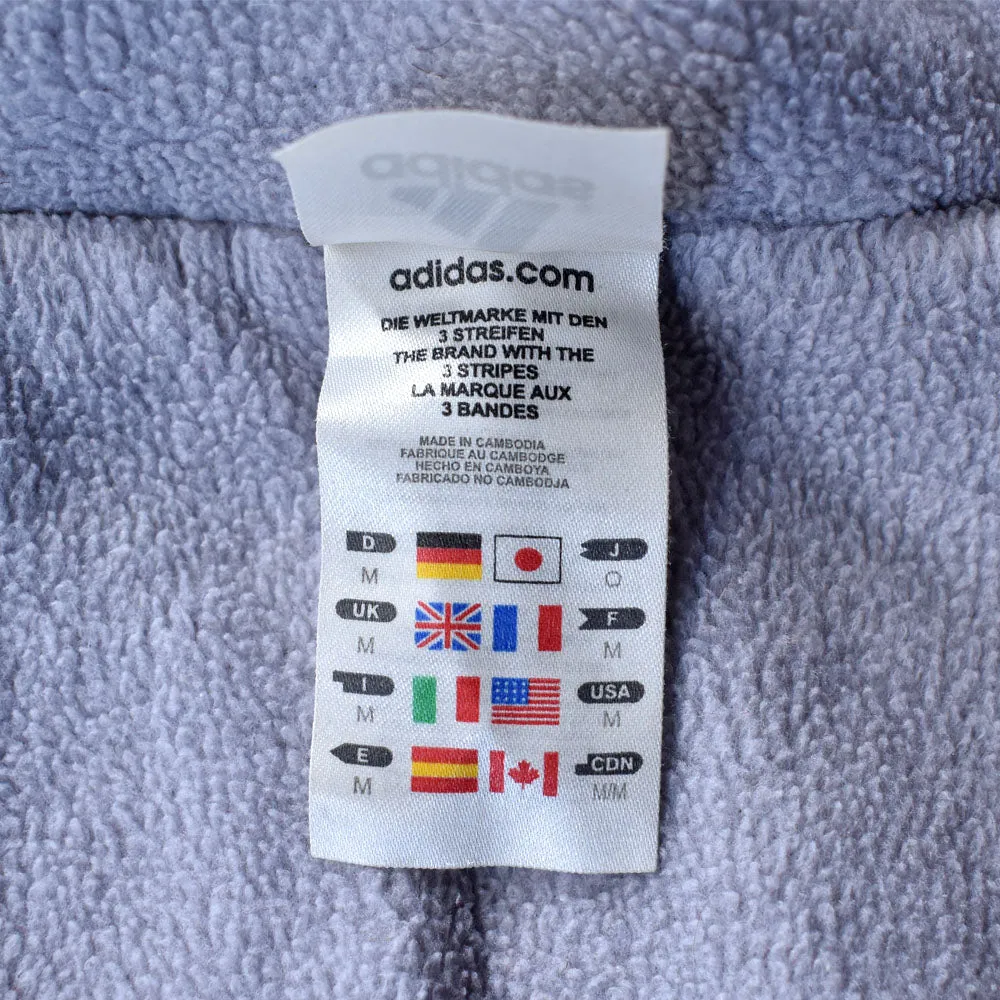 adidas
adidas.com
DIE WELTMARKE MIT DEN
3 STREIFEN
THE BRAND WITH THE
3 STRIPES
LA MARQUE AUX
3 BANDES
MADE IN CAMBODIA
FABRIQUE AU CAMBODGE
HECHO EN CAMBOYA
FABRICADO NO CAMBODJA
D J
M O
UK F
M M
I USA
M M
E CDN
M M/M